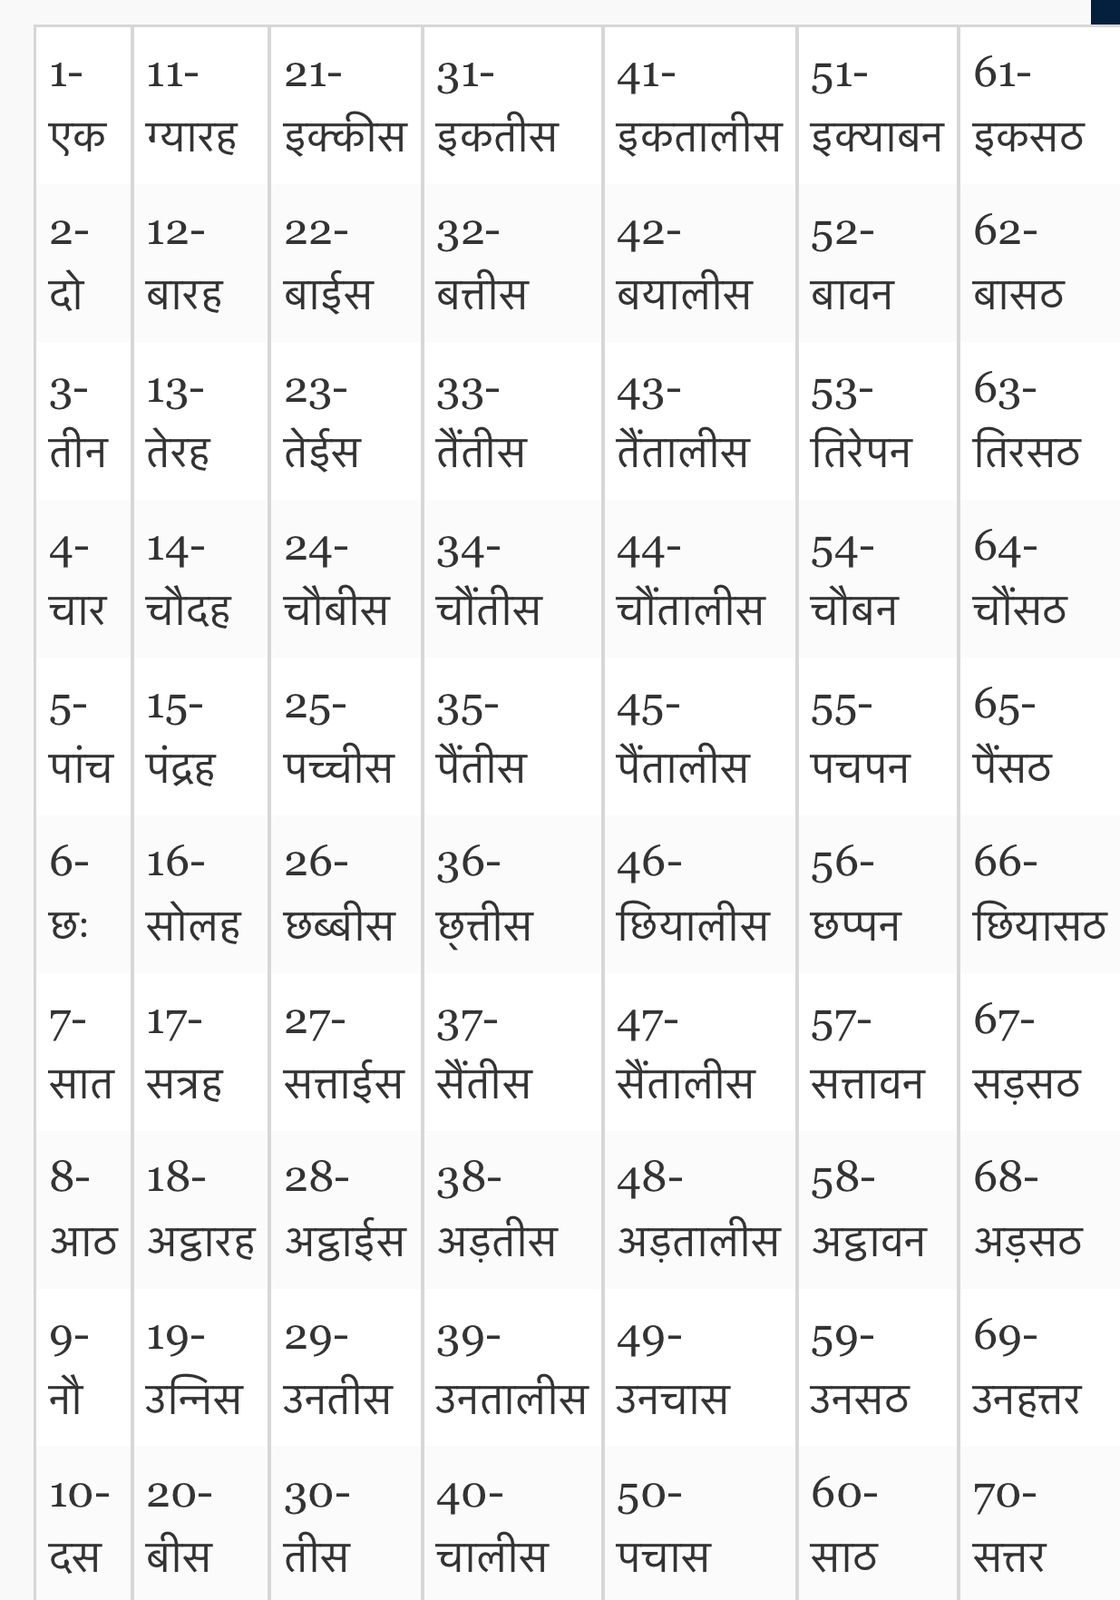 1- 11- 21- 31- 41- 51- 61-
एक ग्यारह इक्कीस इकतीस इकतालीस इक्याबन इकसठ
2- 12- 22- 32- 42- 52- 62-
दो बारह बाईस बत्तीस बयालीस बावन बासठ
3- 13- 23- 33- 43- 53- 63-
तीन तेरह तेईस तैंतीस तैंतालीस तिरेपन तिरसठ
4- 14- 24- 34- 44- 54- 64-
चार चौदह चौबीस चौंतीस चौंतालीस चौबन चौंसठ
5- 15- 25- 35- 45- 55- 65-
पांच पंद्रह पच्चीस पैंतीस पैंतालीस पचपन पैंसठ
6- 16- 26- 36- 46- 56- 66-
छः सोलह छब्बीस छ्त्तीस छियालीस छप्पन छियासठ
7- 17- 27- 37- 47- 57- 67-
सात सत्रह सत्ताईस सैंतीस सैंतालीस सत्तावन सड़सठ
8- 18- 28- 38- 48- 58- 68-
आठ अट्ठारह अट्ठाईस अड़तीस अड़तालीस अट्ठावन अड़सठ
9- 19- 29- 39- 49- 59- 69-
नौ उन्निस उनतीस उनतालीस उनचास उनसठ उनहत्तर
10- 20- 30- 40- 50- 60- 70-
दस बीस तीस चालीस पचास साठ सत्तर